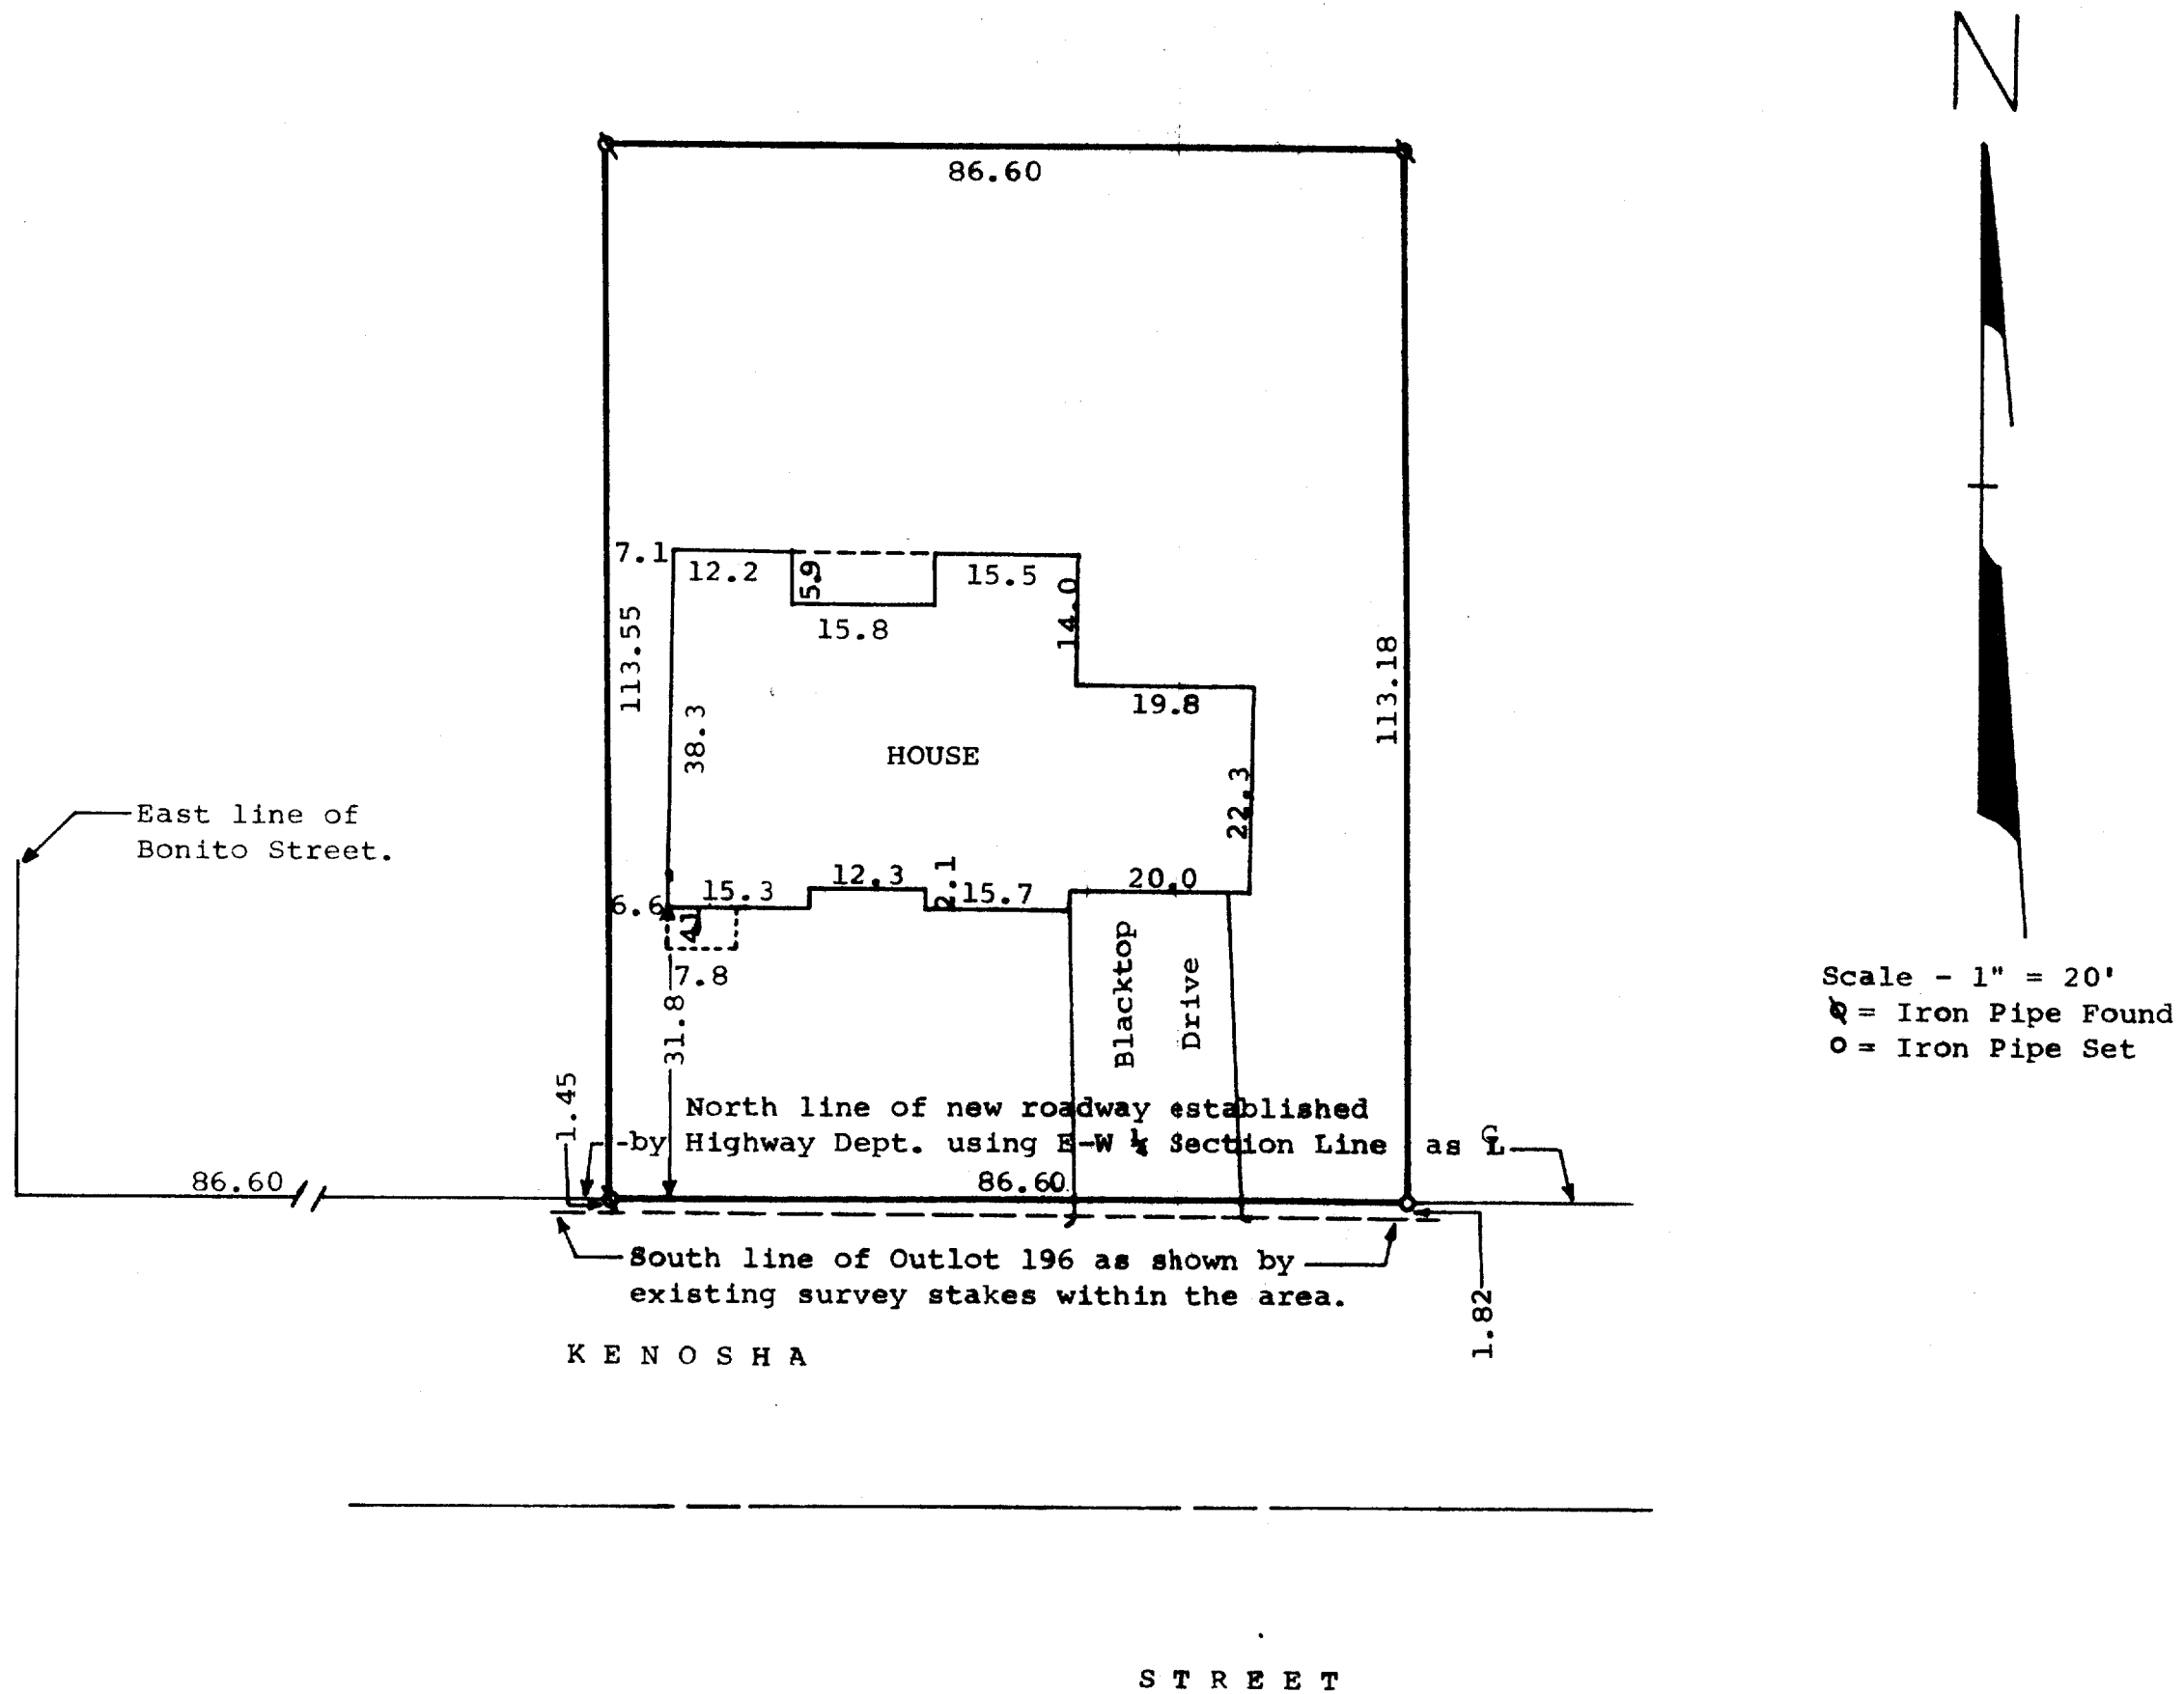 N
86.60
7.1
12.2
5.9
15.8
15.5
14.0
113.55
38.3
19.8
113.18
HOUSE
22.3
East line of
Bonito Street.
6.6
15.3
12.3
2.1
15.7
20.0
4.1
7.8
31.8
Blacktop
Drive
Scale - 1" = 20'
= Iron Pipe Found
= Iron Pipe Set
1.45
North line of new roadway established
-by Highway Dept. using E-W ¼ Section Line as ℄
86.60
86.60
South line of Outlot 196 as shown by
existing survey stakes within the area.
1.82
KENOSHA
STREET